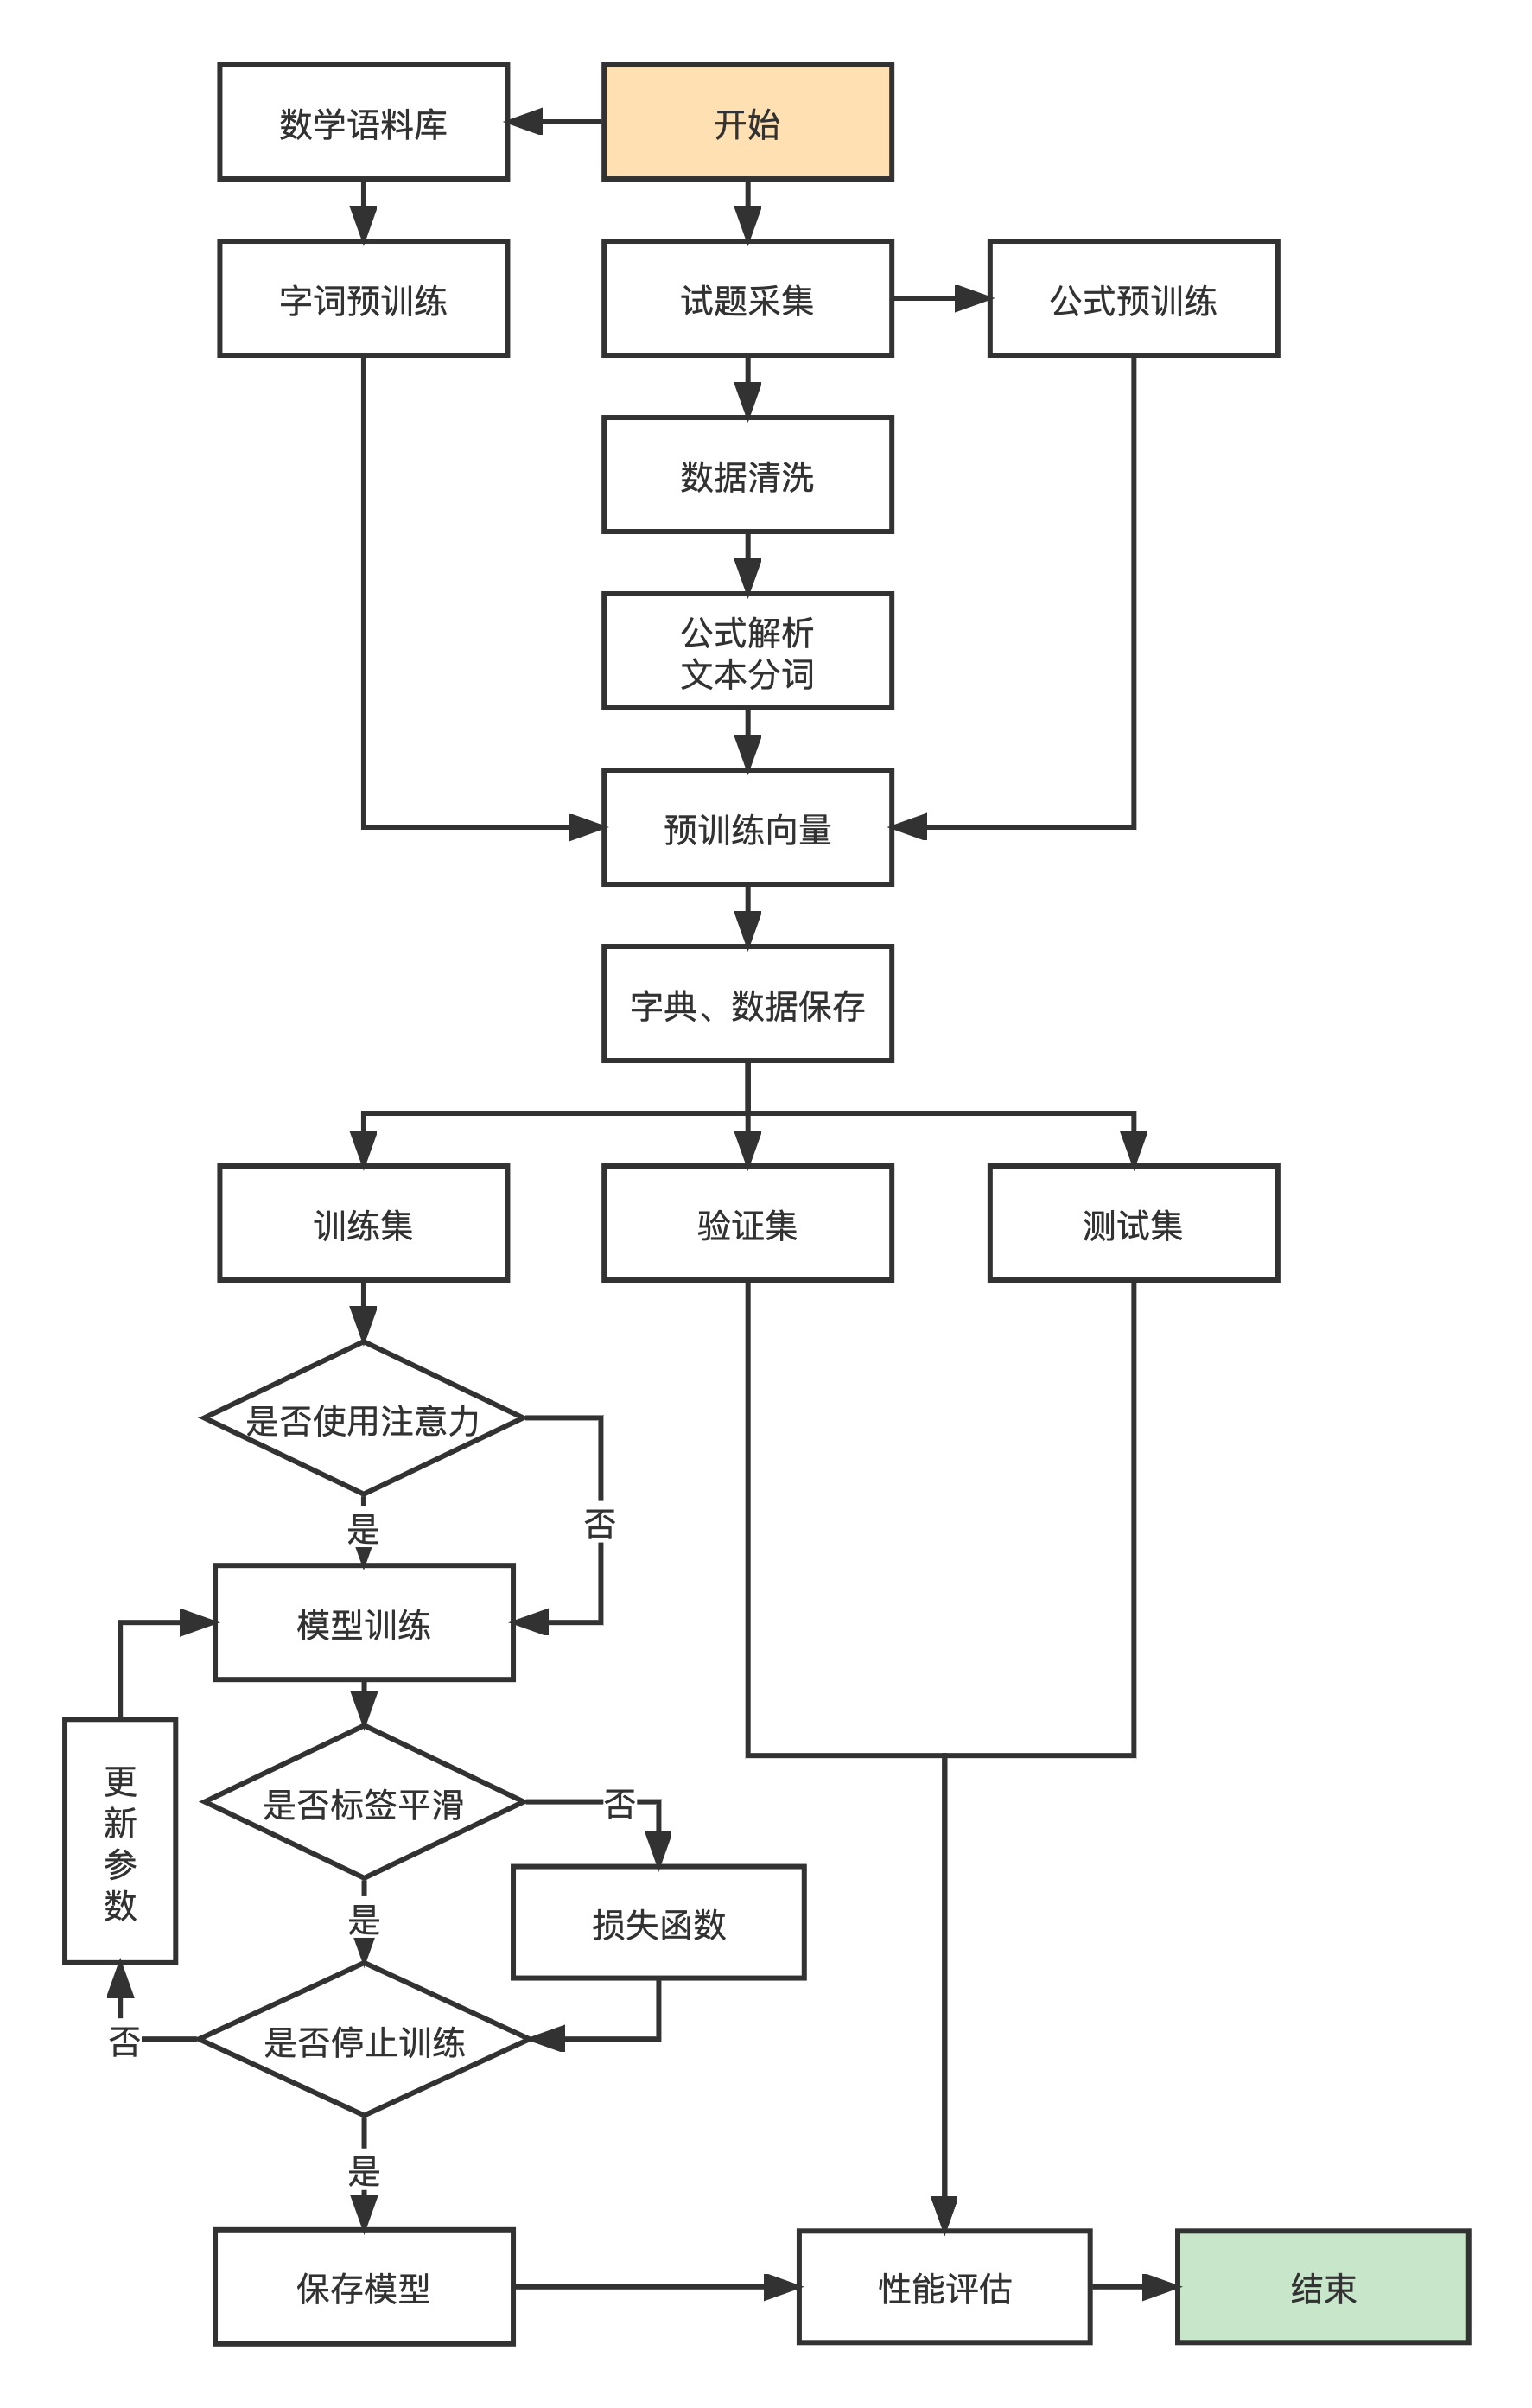 数学语料库
开始
字词预训练
试题采集
公式预训练
数据清洗
公式解析
文本分词
预训练向量
字典、数据保存
训练集
验证集
测试集
是否使用注意力
是
否
模型训练
更
新
参
数
是否标签平滑
否
是
损失函数
是否停止训练
否
是
保存模型
性能评估
结束